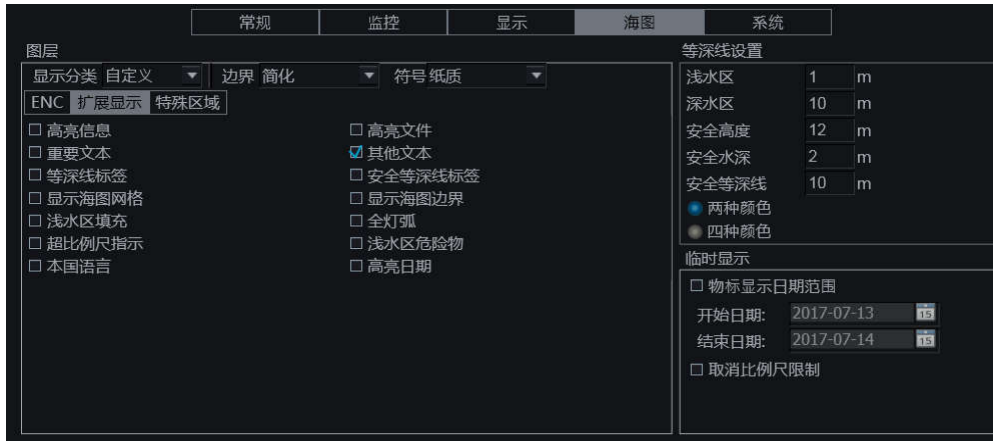 常规 监控 显示 海图 系统
图层
显示分类 自定义 边界 简化 符号 纸质
ENC 扩展显示 特殊区域
高亮信息 高亮文件
重要文本 其他文本
等深线标签 安全等深线标签
显示海图网格 显示海图边界
浅水区填充 全灯弧
超比例尺指示 浅水区危险物
本国语言 高亮日期
等深线设置
浅水区 1 m
深水区 10 m
安全高度 12 m
安全水深 2 m
安全等深线 10 m
两种颜色
四种颜色
临时显示
物标显示日期范围
开始日期: 2017-07-13 15
结束日期: 2017-07-14 15
取消比例尺限制